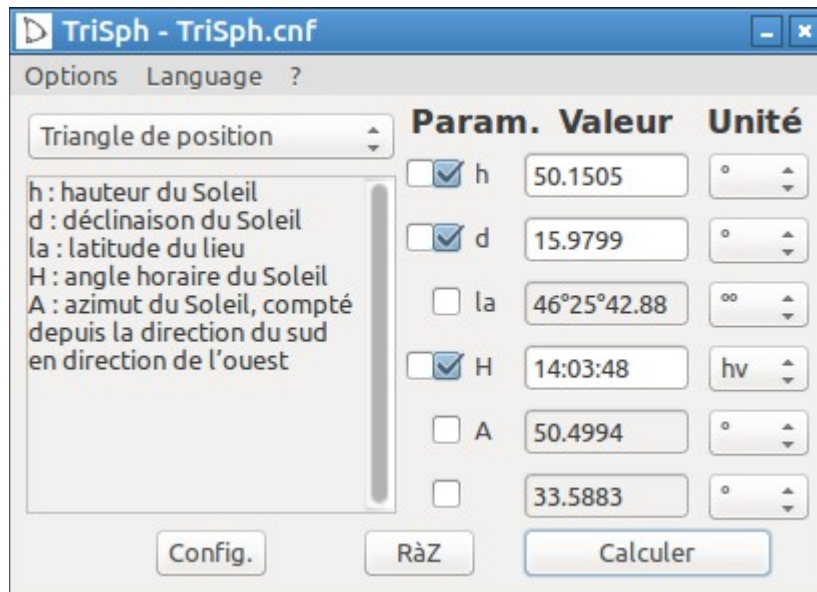 TriSph - TriSph.cnf
Options Language ?
Triangle de position
h : hauteur du Soleil
d : déclinaison du Soleil
la : latitude du lieu
H : angle horaire du Soleil
A : azimut du Soleil, compté
depuis la direction du sud
en direction de l’ouest
Param. Valeur Unité
h 50.1505 °
d 15.9799 °
la 46°25°42.88 °°
H 14:03:48 hv
A 50.4994 °
33.5883 °
Config. RàZ Calculer